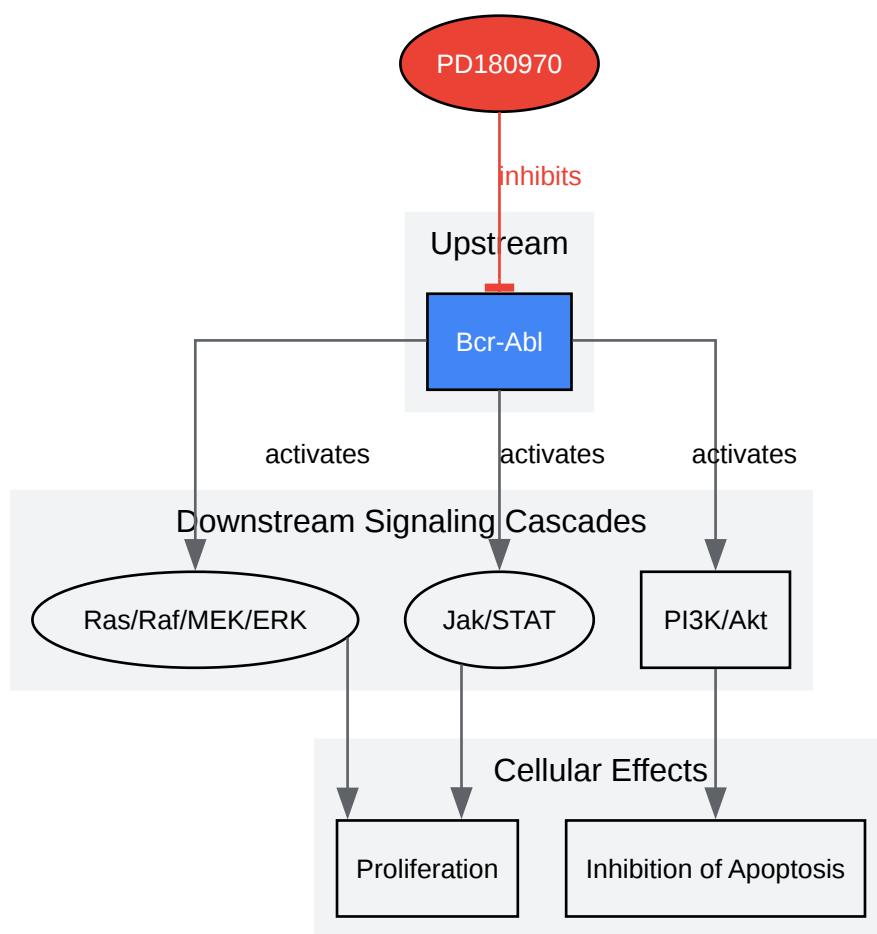 PD180970
inhibits
Upstream
Bcr-Abl
activates
activates
activates
Downstream Signaling Cascades
Ras/Raf/MEK/ERK
Jak/STAT
PI3K/Akt
Cellular Effects
Proliferation
Inhibition of Apoptosis